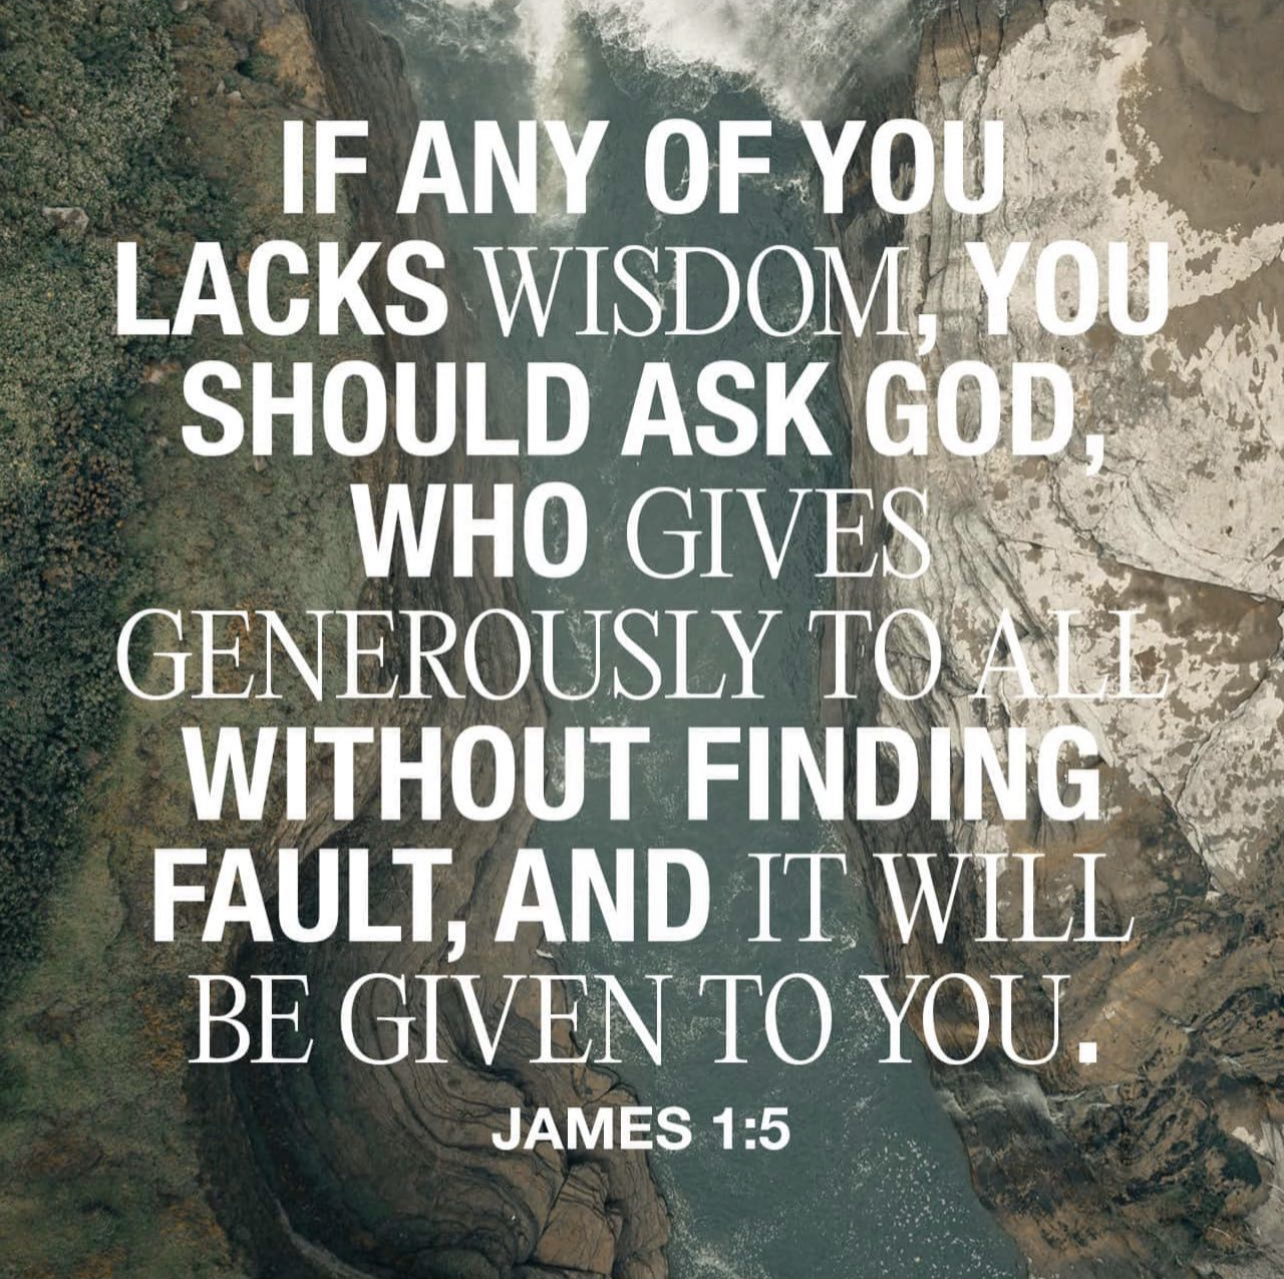 IF ANY OF YOU
LACKS WISDOM, YOU
SHOULD ASK GOD,
WHO GIVES
GENEROUSLY TO ALL
WITHOUT FINDING
FAULT, AND IT WILL
BE GIVEN TO YOU.
JAMES 1:5